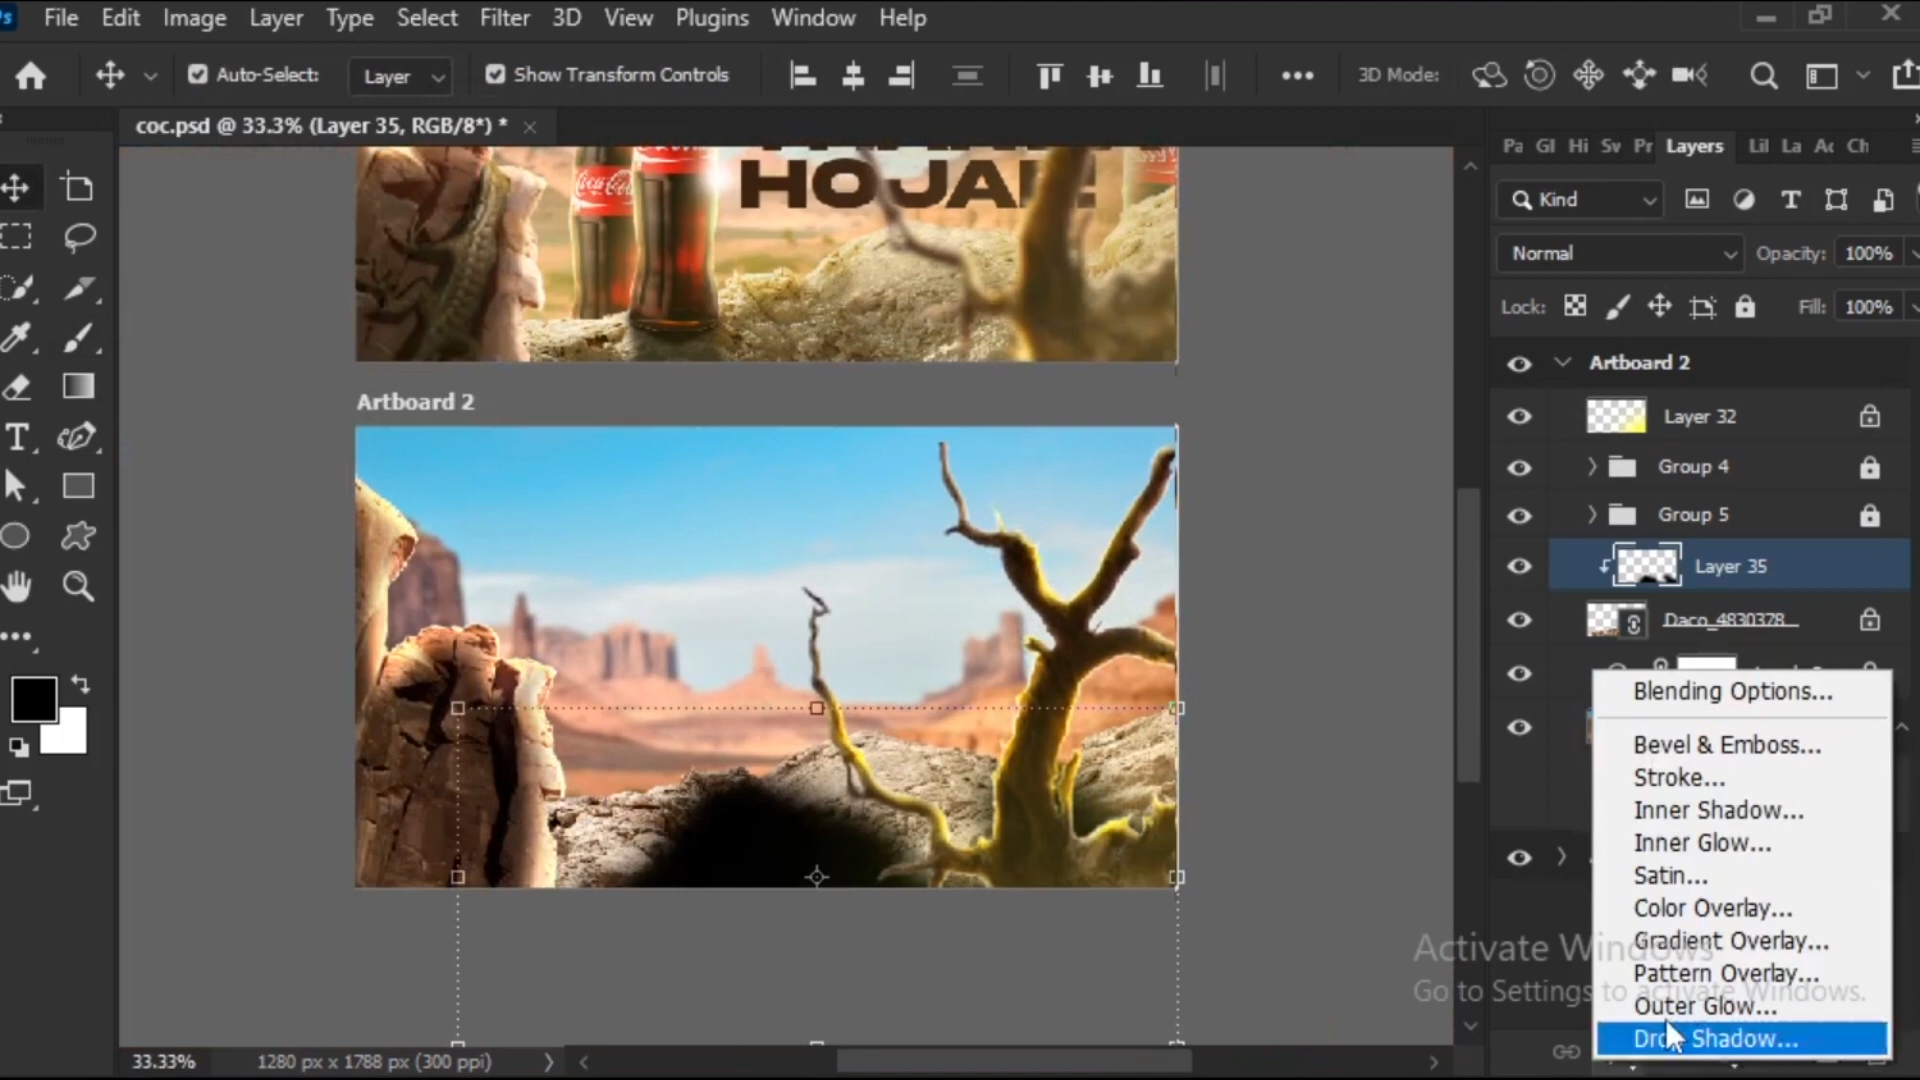 File Edit Image Layer Type Select Filter 3D View Plugins Window Help
Auto-Select: Layer Show Transform Controls 3D Mode:
coc.psd @ 33.3% (Layer 35, RGB/8*) *
Pa Gl Hi Sv Pr Layers Lil La Ac Ch
Kind
Normal Opacity: 100%
Lock: Fill: 100%
Coca-Cola
HOJAE!
Artboard 2
Artboard 2
Layer 32
Group 4
Group 5
Layer 35
Daco_4830378
Blending Options...
Bevel & Emboss...
Stroke...
Inner Shadow...
Inner Glow...
Satin...
Color Overlay...
Gradient Overlay...
Pattern Overlay...
Outer Glow...
Drop Shadow...
Activate Windows
Go to Settings to activate Windows.
33.33% 1280 px x 1788 px (300 ppi)